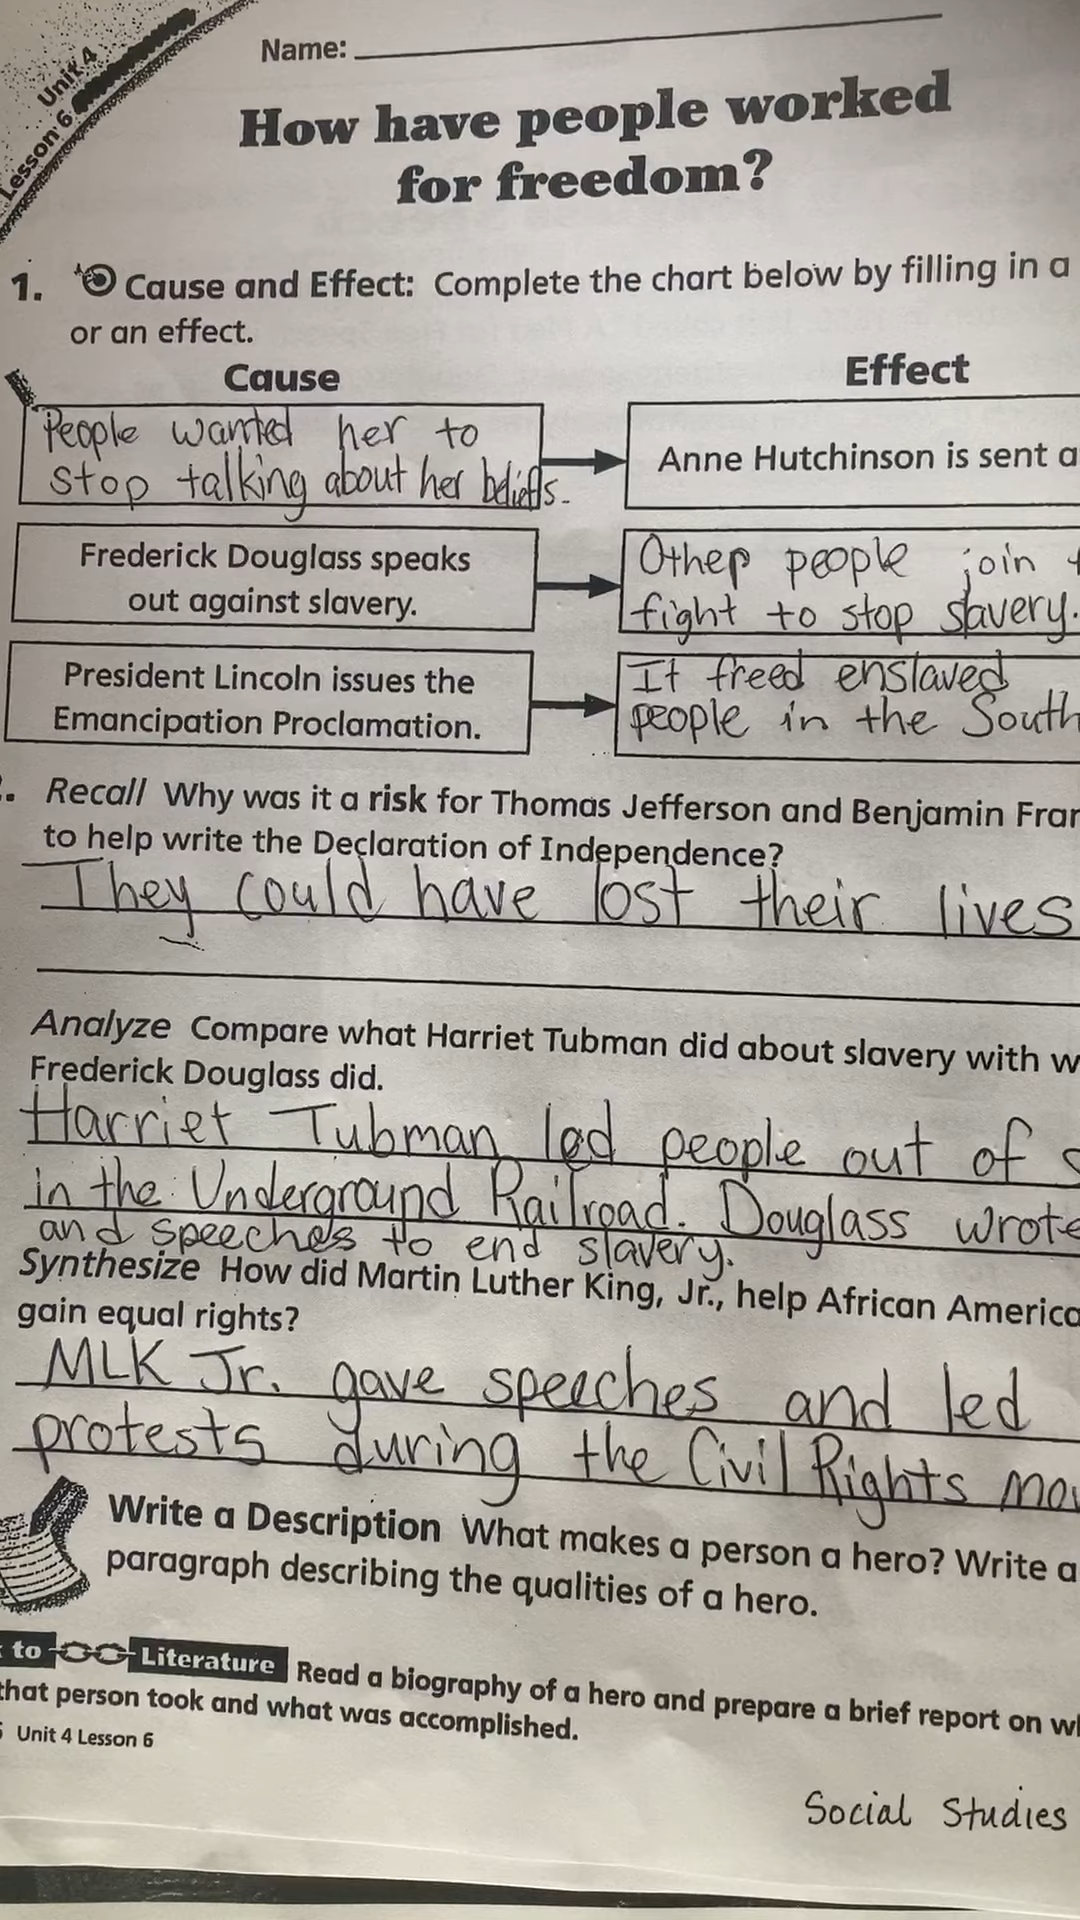 Unit 4
Lesson 6
Name:
How have people worked
for freedom?
1. Cause and Effect: Complete the chart below by filling in a
or an effect.
Cause
Effect
People wanted her to
stop talking about her beliefs.
Anne Hutchinson is sent a
Frederick Douglass speaks
out against slavery.
Other people join
fight to stop slavery.
President Lincoln issues the
Emancipation Proclamation.
It freed enslaved
people in the South
Recall Why was it a risk for Thomas Jefferson and Benjamin Fran
to help write the Declaration of Independence?
They could have lost their lives
Analyze Compare what Harriet Tubman did about slavery with w
Frederick Douglass did.
Harriet Tubman led people out of s
in the Underground Railroad. Douglass wrote
and speeches to end slavery.
Synthesize How did Martin Luther King, Jr., help African America
gain equal rights?
MLK Jr. gave speeches and led
protests during the Civil Rights mov
Write a Description What makes a person a hero? Write a
paragraph describing the qualities of a hero.
to Literature Read a biography of a hero and prepare a brief report on wh
that person took and what was accomplished.
Unit 4 Lesson 6
Social Studies